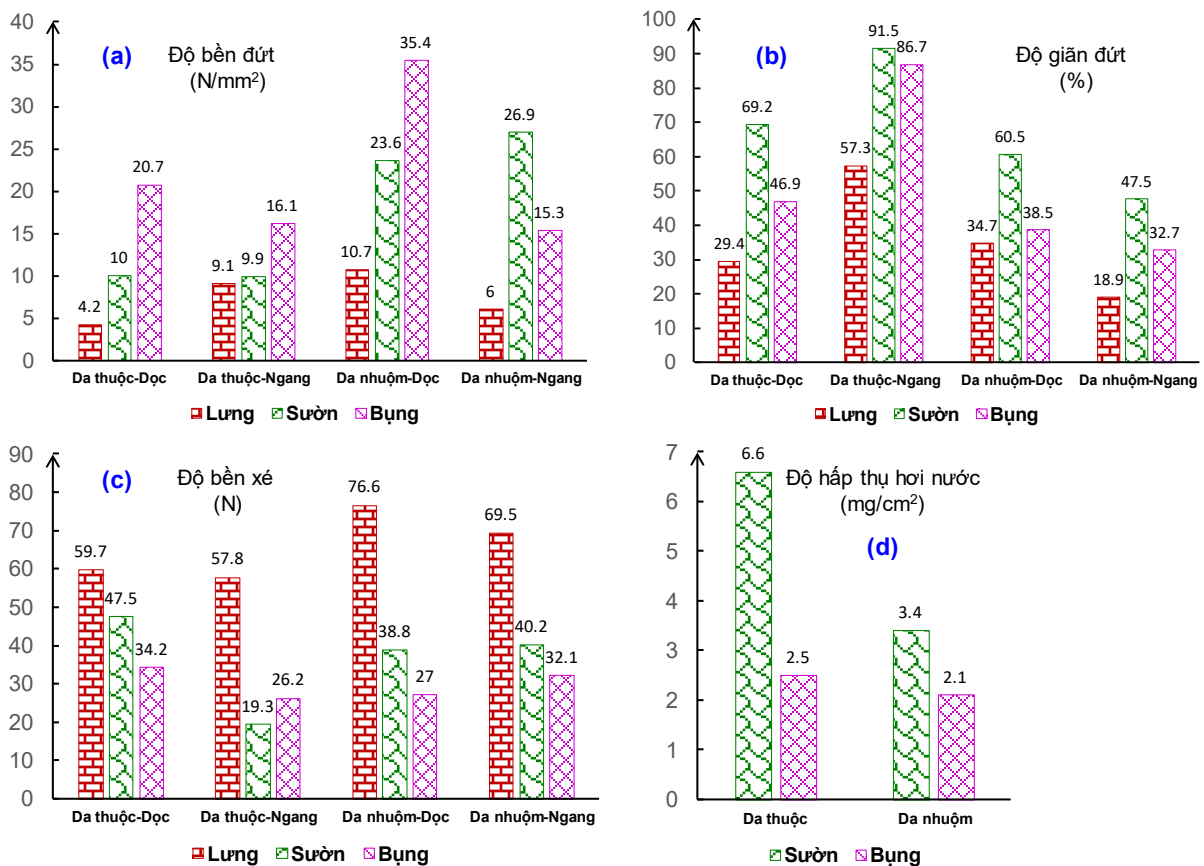 (a)
Độ bền đứt
(N/mm²)
40
35
30
25
20
15
10
5
0
4.2
10
20.7
9.1
9.9
16.1
10.7
23.6
35.4
6
26.9
15.3
Da thuộc-Dọc
Da thuộc-Ngang
Da nhuộm-Dọc
Da nhuộm-Ngang
Lưng
Sườn
Bụng
(b)
Độ giãn đứt
(%)
100
90
80
70
60
50
40
30
20
10
0
29.4
69.2
46.9
57.3
91.5
86.7
34.7
60.5
38.5
18.9
47.5
32.7
Da thuộc-Dọc
Da thuộc-Ngang
Da nhuộm-Dọc
Da nhuộm-Ngang
Lưng
Sườn
Bụng
(c)
Độ bền xé
(N)
90
80
70
60
50
40
30
20
10
0
59.7
47.5
34.2
57.8
19.3
26.2
76.6
38.8
27
69.5
40.2
32.1
Da thuộc-Dọc
Da thuộc-Ngang
Da nhuộm-Dọc
Da nhuộm-Ngang
Lưng
Sườn
Bụng
Độ hấp thụ hơi nước
(mg/cm²)
(d)
7
6
5
4
3
2
1
0
6.6
2.5
3.4
2.1
Da thuộc
Da nhuộm
Sườn
Bụng